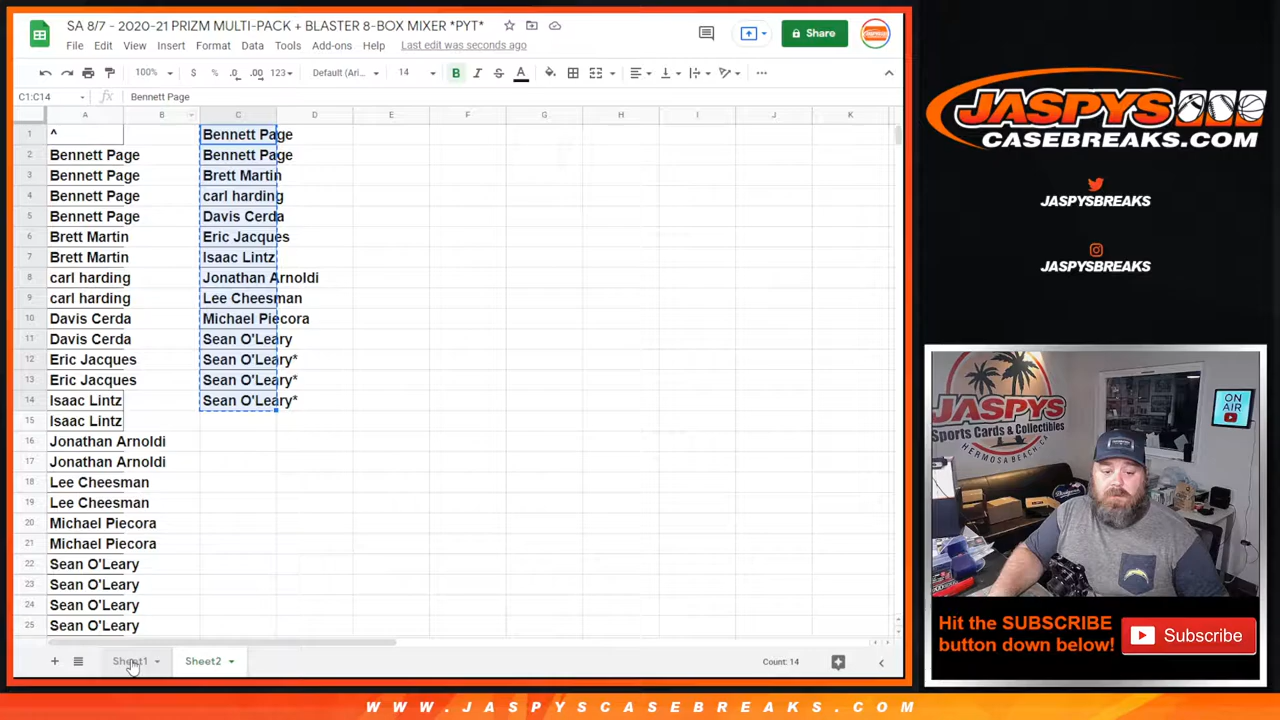 SA 8/7 - 2020-21 PRIZM MULTI-PACK + BLASTER 8-BOX MIXER *PYT*
File Edit View Insert Format Data Tools Add-ons Help Last edit was seconds ago
Share
100% $ % .0 .00 123 Default (Ari... 14 B I S A
C1:C14 fx Bennett Page
A B C D E F G H I J K
1 ^ Bennett Page
2 Bennett Page Bennett Page
3 Bennett Page Brett Martin
4 Bennett Page carl harding
5 Bennett Page Davis Cerda
6 Brett Martin Eric Jacques
7 Brett Martin Isaac Lintz
8 carl harding Jonathan Arnoldi
9 carl harding Lee Cheesman
10 Davis Cerda Michael Piecora
11 Davis Cerda Sean O'Leary
12 Eric Jacques Sean O'Leary*
13 Eric Jacques Sean O'Leary*
14 Isaac Lintz Sean O'Leary*
15 Isaac Lintz
16 Jonathan Arnoldi
17 Jonathan Arnoldi
18 Lee Cheesman
19 Lee Cheesman
20 Michael Piecora
21 Michael Piecora
22 Sean O'Leary
23 Sean O'Leary
24 Sean O'Leary
25 Sean O'Leary
Sheet1 Sheet2 Count: 14
JASPYS
CASEBREAKS.COM
JASPYSBREAKS
JASPYSBREAKS
JASPYS
Sports Cards & Collectibles
HERMOSA BEACH CA
ON
AIR
Dodgers
Hit the SUBSCRIBE
button down below!
Subscribe
WWW.JASPYSCASEBREAKS.COM